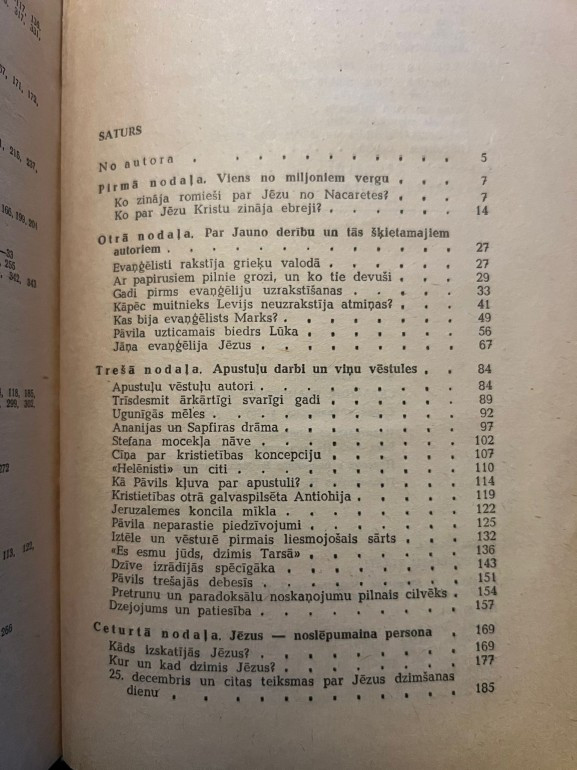 SATURS
No autora . . . . . . . . . . 5
Pirmā nodaļa. Viens no miljoniem vergu . . . 7
Ko zināja romieši par Jēzu no Nacaretes? . . . 7
Ko par Jēzu Kristu zināja ebreji? . . . . . 14
Otrā nodaļa. Par Jauno derību un tās šķietamajiem
autoriem . . . . . . . . . . . 27
Evaņģēlisti rakstīja grieķu valodā . . . . . 27
Ar papirusiem pilnie grozi, un ko tie devuši . . . 29
Gadi pirms evaņģēliju uzrakstīšanas . . . . 33
Kāpēc muitnieks Levijs neuzrakstīja atmiņas? . . 41
Kas bija evaņģēlists Marks? . . . . . . 49
Pāvila uzticamais biedrs Lūka . . . . . . 56
Jāņa evaņģēlija Jēzus . . . . . . . . 67
Trešā nodaļa. Apustuļu darbi un viņu vēstules . . 84
Apustuļu vēstuļu autori . . . . . . . . 84
Trīsdesmit ārkārtīgi svarīgi gadi . . . . . 89
Ugunīgās mēles . . . . . . . . . . 92
Ananijas un Sapfiras drāma . . . . . . 97
Stefana mocekļa nāve . . . . . . . . 102
Cīņa par kristietības koncepciju . . . . . 107
«Helēnisti» un citi . . . . . . . . . 110
Kā Pāvils kļuva par apustuli? . . . . . . 114
Kristietības otrā galvaspilsēta Antiohija . . . . 119
Jeruzalemes koncila mīkla . . . . . . . 122
Pāvila neparastie piedzīvojumi . . . . . . 125
Iztēle un vēsturē pirmais liesmojošais sārts . . . 132
«Es esmu jūds, dzimis Tarsā» . . . . . . 136
Dzīve izrādījās spēcīgāka . . . . . . . 143
Pāvils trešajās debesīs . . . . . . . . 151
Pretrunu un paradoksālu noskaņojumu pilnais cilvēks . 154
Dzejojums un patiesība . . . . . . . . 157
Ceturtā nodaļa. Jēzus — noslēpumaina persona . 169
Kāds izskatījās Jēzus? . . . . . . . . 169
Kur un kad dzimis Jēzus? . . . . . . . 177
25. decembris un citas teiksmas par Jēzus dzimšanas
dienu . . . . . . . . . . . . 185